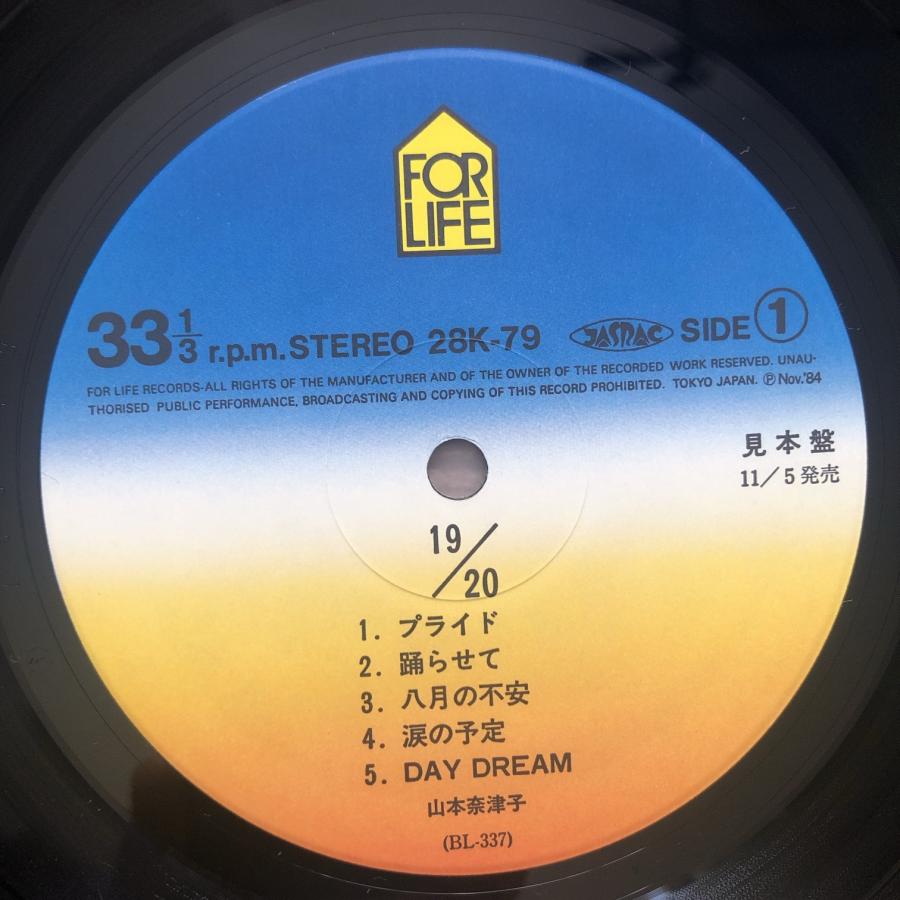 FOR
LIFE
33 1/3 r.p.m. STEREO 28K-79 JASRAC SIDE 1
FOR LIFE RECORDS-ALL RIGHTS OF THE MANUFACTURER AND OF THE OWNER OF THE RECORDED WORK RESERVED. UNAU-
THORISED PUBLIC PERFORMANCE, BROADCASTING AND COPYING OF THIS RECORD PROHIBITED. TOKYO JAPAN. ℗ Nov.'84
見本盤
11/5発売
19/20
1. プライド
2. 踊らせて
3. 八月の不安
4. 涙の予定
5. DAY DREAM
山本奈津子
(BL-337)